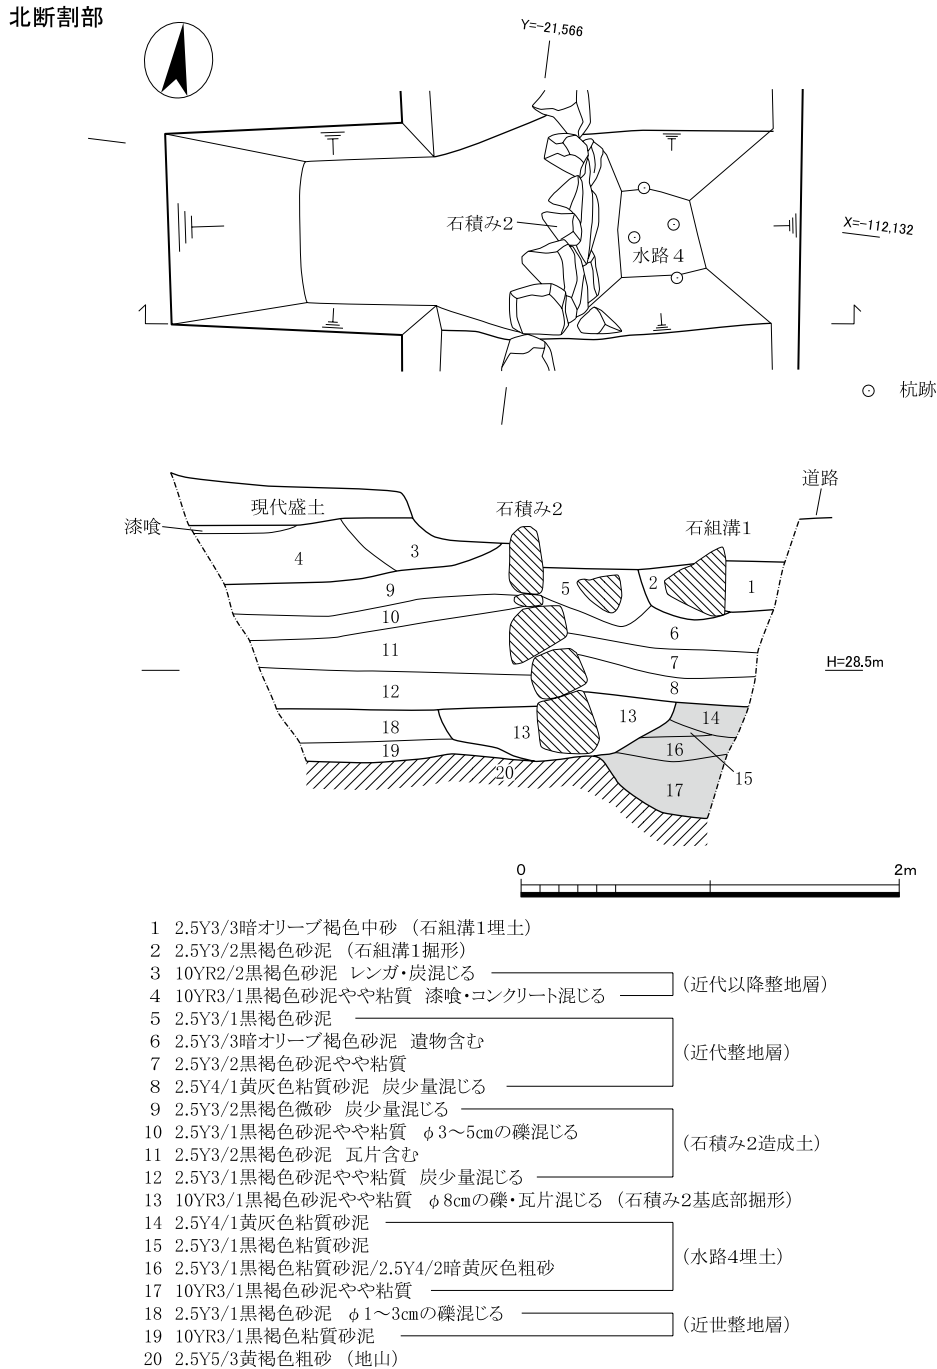 北断割部
Y=-21,566
石積み2
X=-112,132
水路4
杭跡
道路
現代盛土
石積み2
漆喰
石組溝1
4
3
5
2
1
9
10
6
11
7
H=28.5m
12
8
13
13
14
18
16
19
20
15
17
0
2m
1 2.5Y3/3暗オリーブ褐色中砂 (石組溝1埋土)
2 2.5Y3/2黒褐色砂泥 (石組溝1掘形)
3 10YR2/2黒褐色砂泥 レンガ・炭混じる
4 10YR3/1黒褐色砂泥やや粘質 漆喰・コンクリート混じる
(近代以降整地層)
5 2.5Y3/1黒褐色砂泥
6 2.5Y3/3暗オリーブ褐色砂泥 遺物含む
7 2.5Y3/2黒褐色砂泥やや粘質
8 2.5Y4/1黄灰色粘質砂泥 炭少量混じる
(近代整地層)
9 2.5Y3/2黒褐色微砂 炭少量混じる
10 2.5Y3/1黒褐色砂泥やや粘質 φ3〜5cmの礫混じる
11 2.5Y3/2黒褐色砂泥 瓦片含む
12 2.5Y3/1黒褐色砂泥やや粘質 炭少量混じる
(石積み2造成土)
13 10YR3/1黒褐色砂泥やや粘質 φ8cmの礫・瓦片混じる (石積み2基底部掘形)
14 2.5Y4/1黄灰色粘質砂泥
15 2.5Y3/1黒褐色粘質砂泥
16 2.5Y3/1黒褐色粘質砂泥/2.5Y4/2暗黄灰色粗砂
17 10YR3/1黒褐色砂泥やや粘質
(水路4埋土)
18 2.5Y3/1黒褐色砂泥 φ1〜3cmの礫混じる
19 10YR3/1黒褐色粘質砂泥
(近世整地層)
20 2.5Y5/3黄褐色粗砂 (地山)